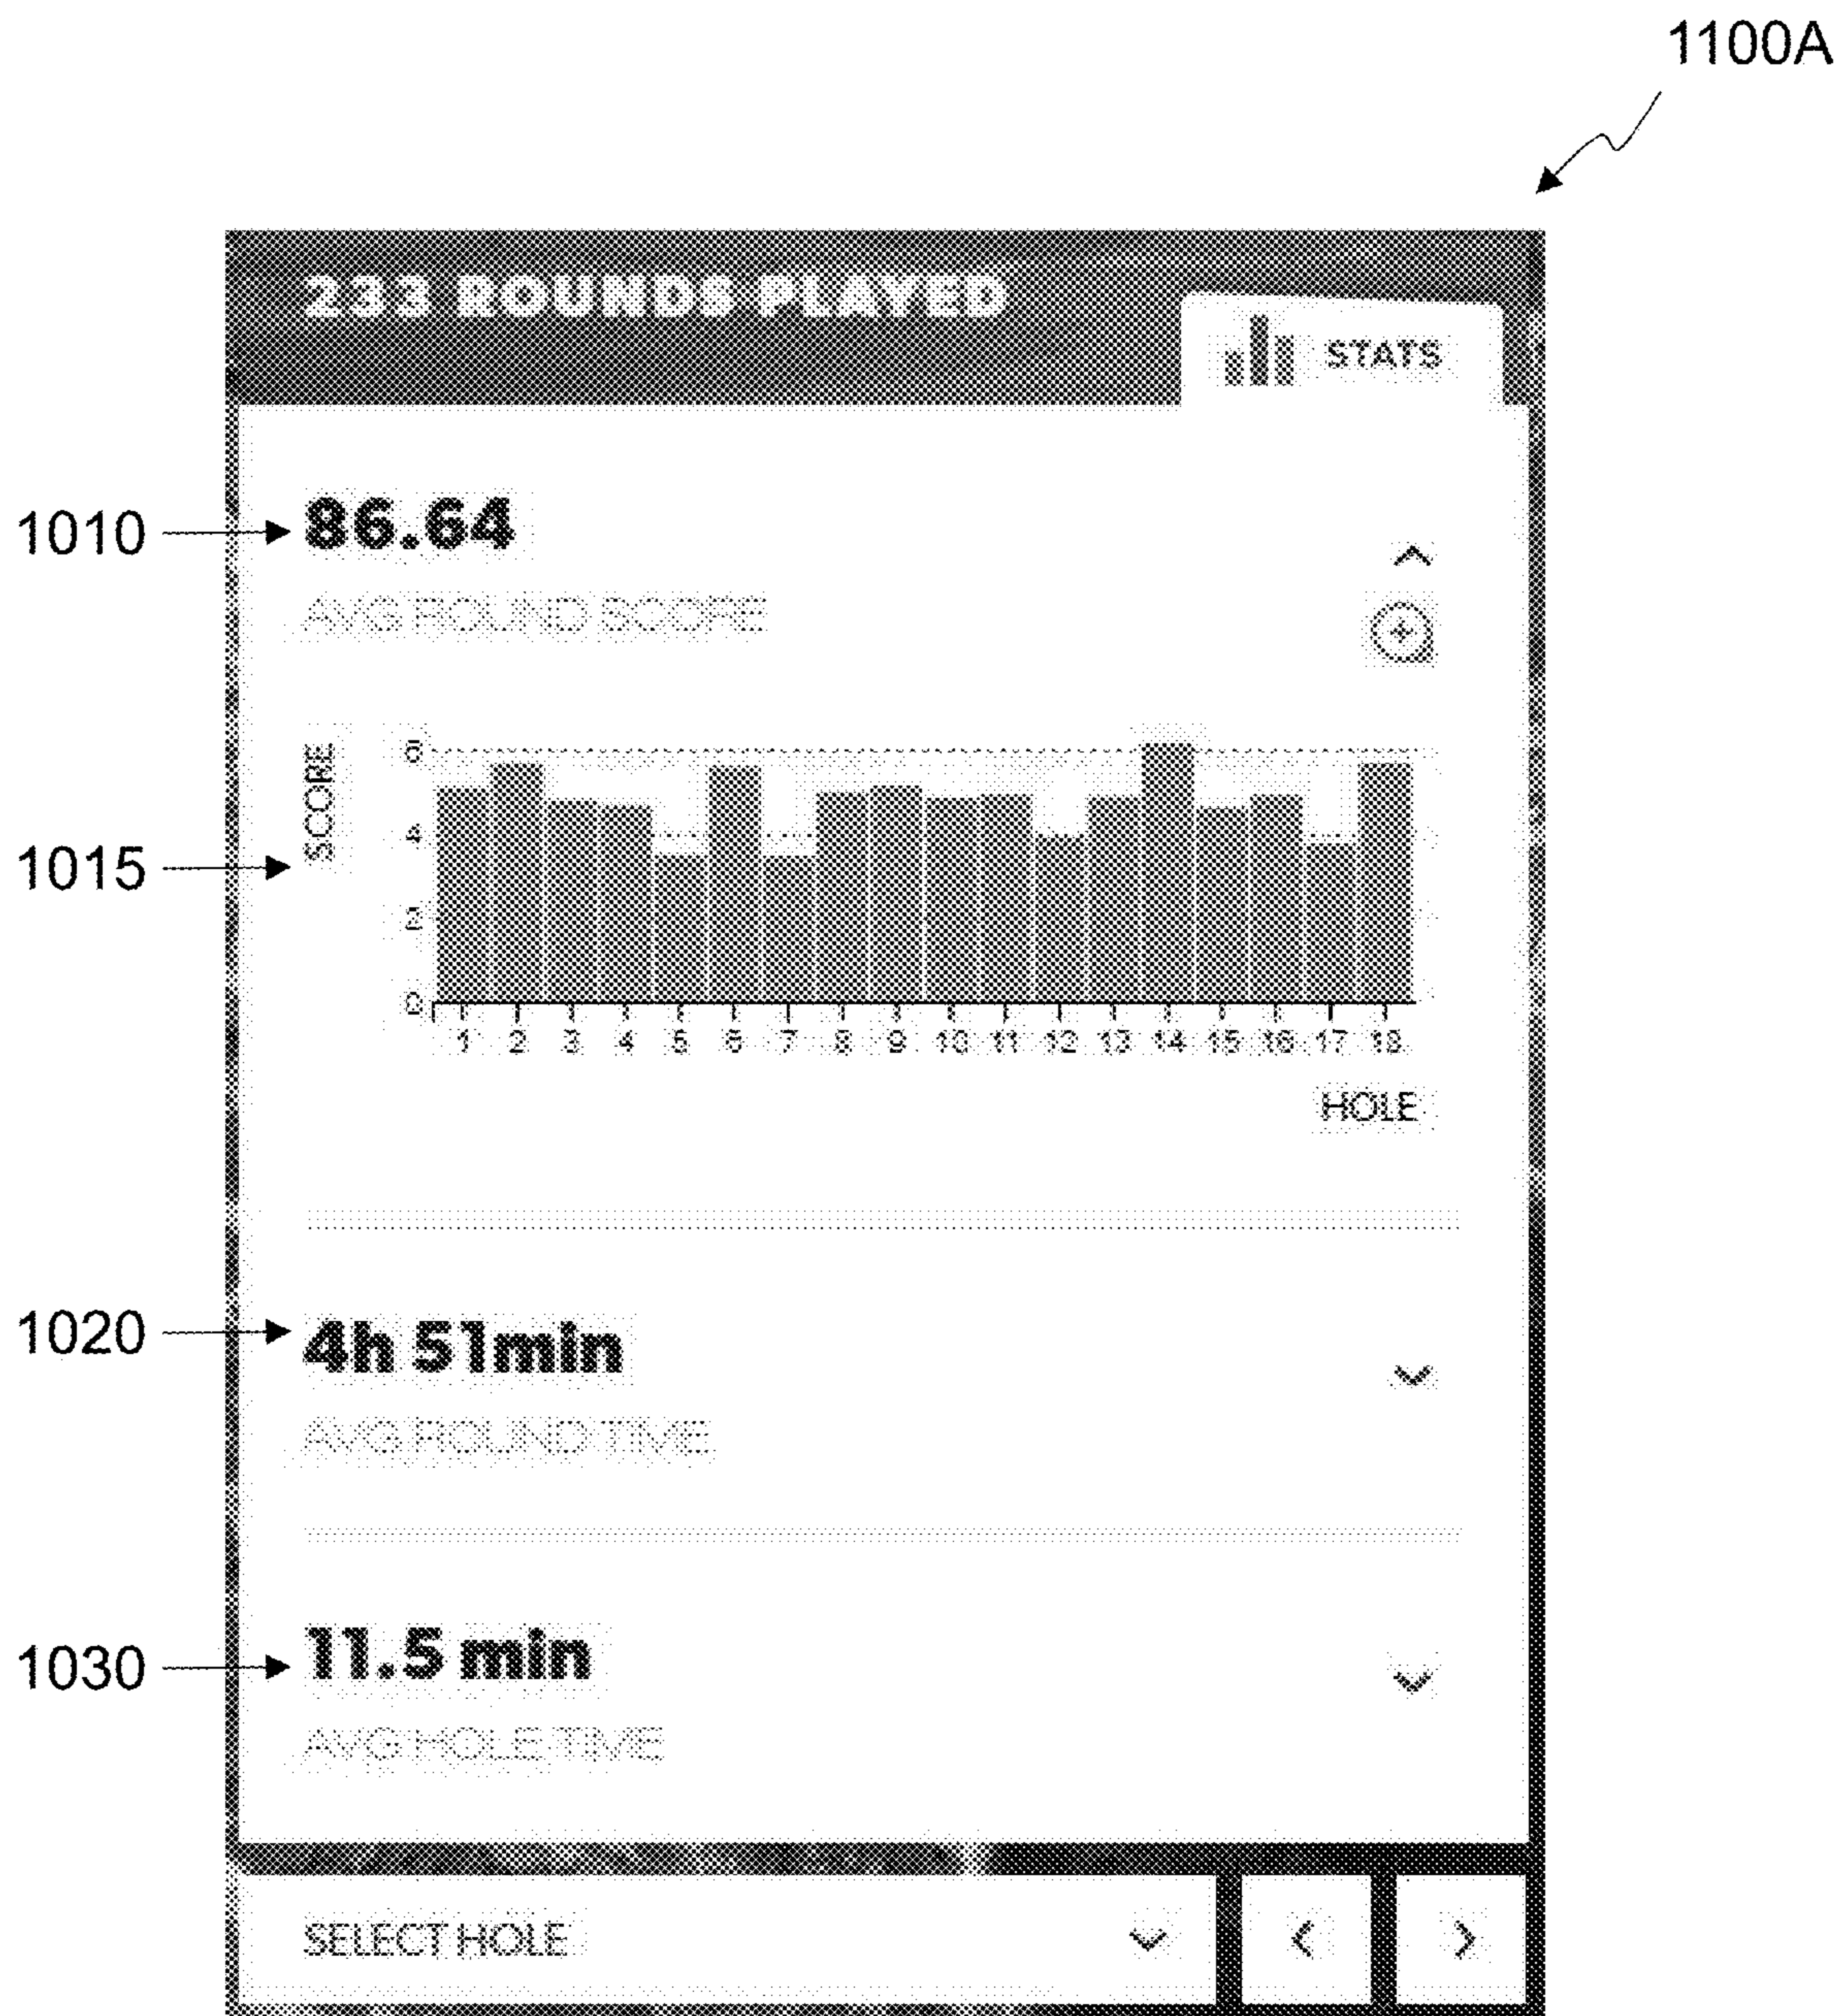 1100A
233 ROUNDS PLAYED
STATS
1010
86.64
AVG ROUND SCORE
SCORE
6
4
2
0
1015
1 2 3 4 5 6 7 8 9 10 11 12 13 14 15 16 17 18
HOLE
1020
4h 51min
AVG ROUND TIME
1030
11.5 min
AVG HOLE TIME
SELECT HOLE